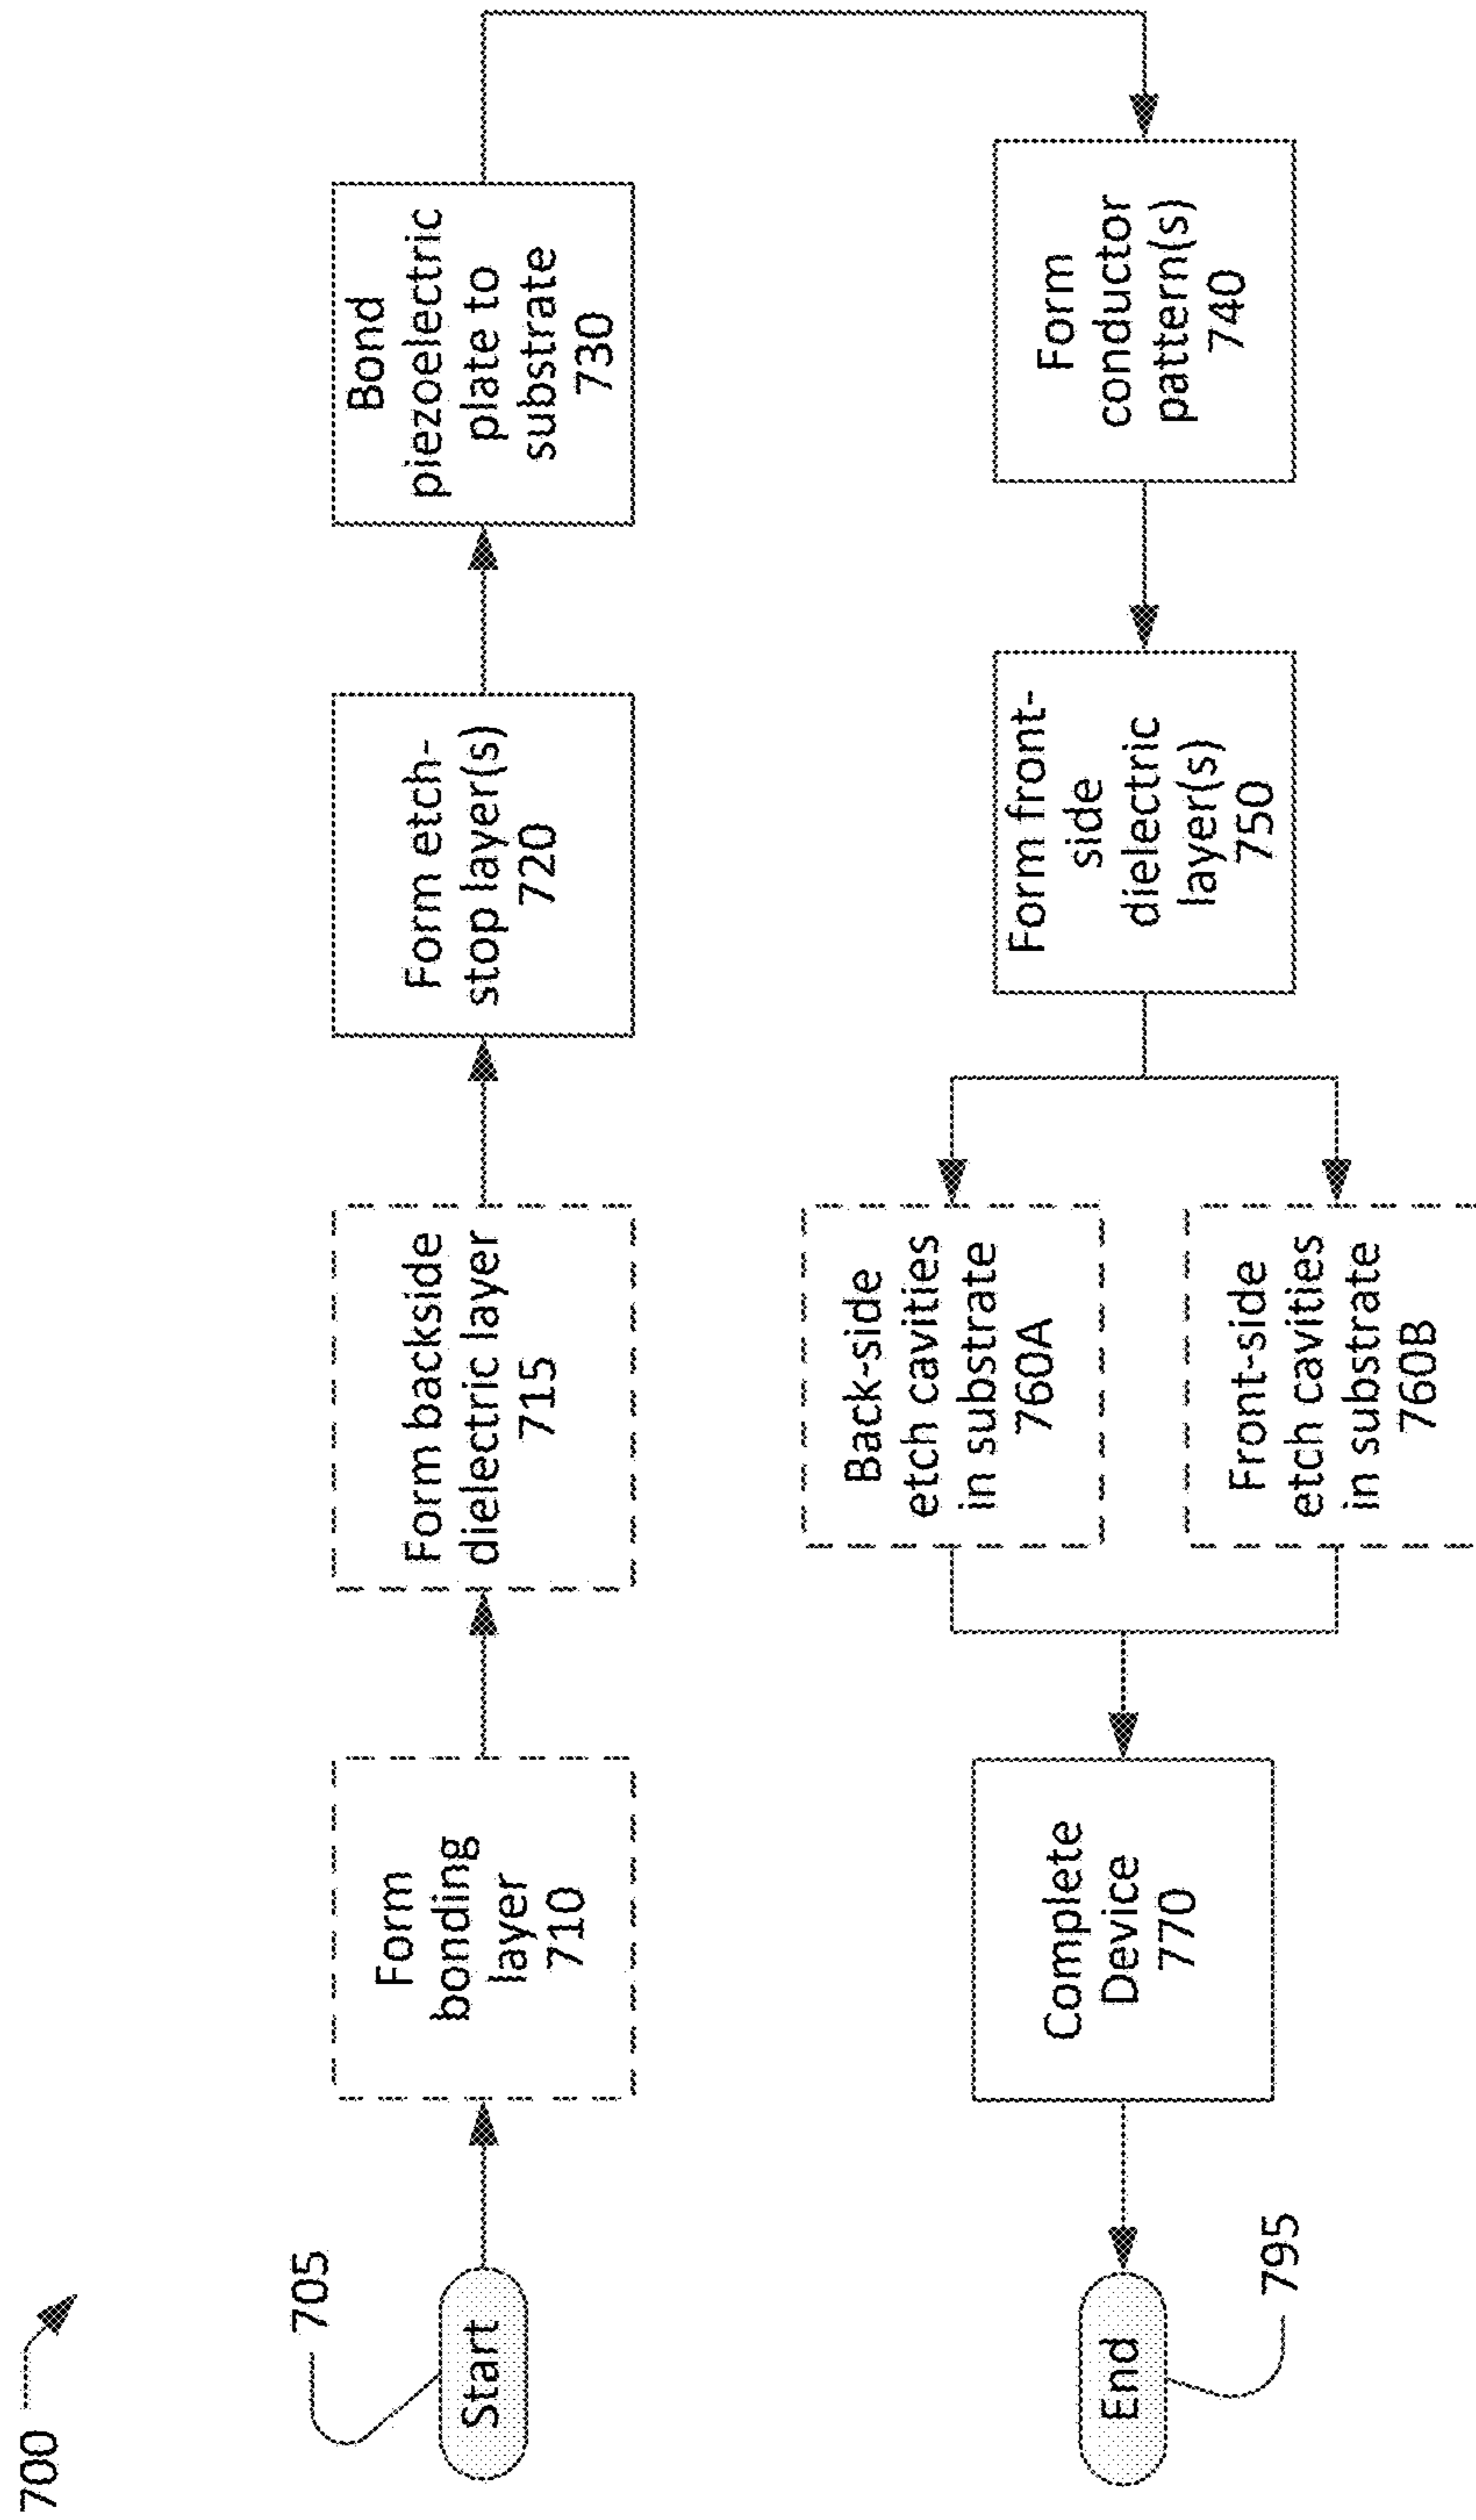 700
705
Start
Form
bonding
layer
710
Form backside
dielectric layer
715
Form etch-
stop layer(s)
720
Bond
piezoelectric
plate to
substrate
730
Form
conductor
pattern(s)
740
Form front-
side
dielectric
layer(s)
750
Back-side
etch cavities
in substrate
760A
Front-side
etch cavities
in substrate
760B
Complete
Device
770
End
795